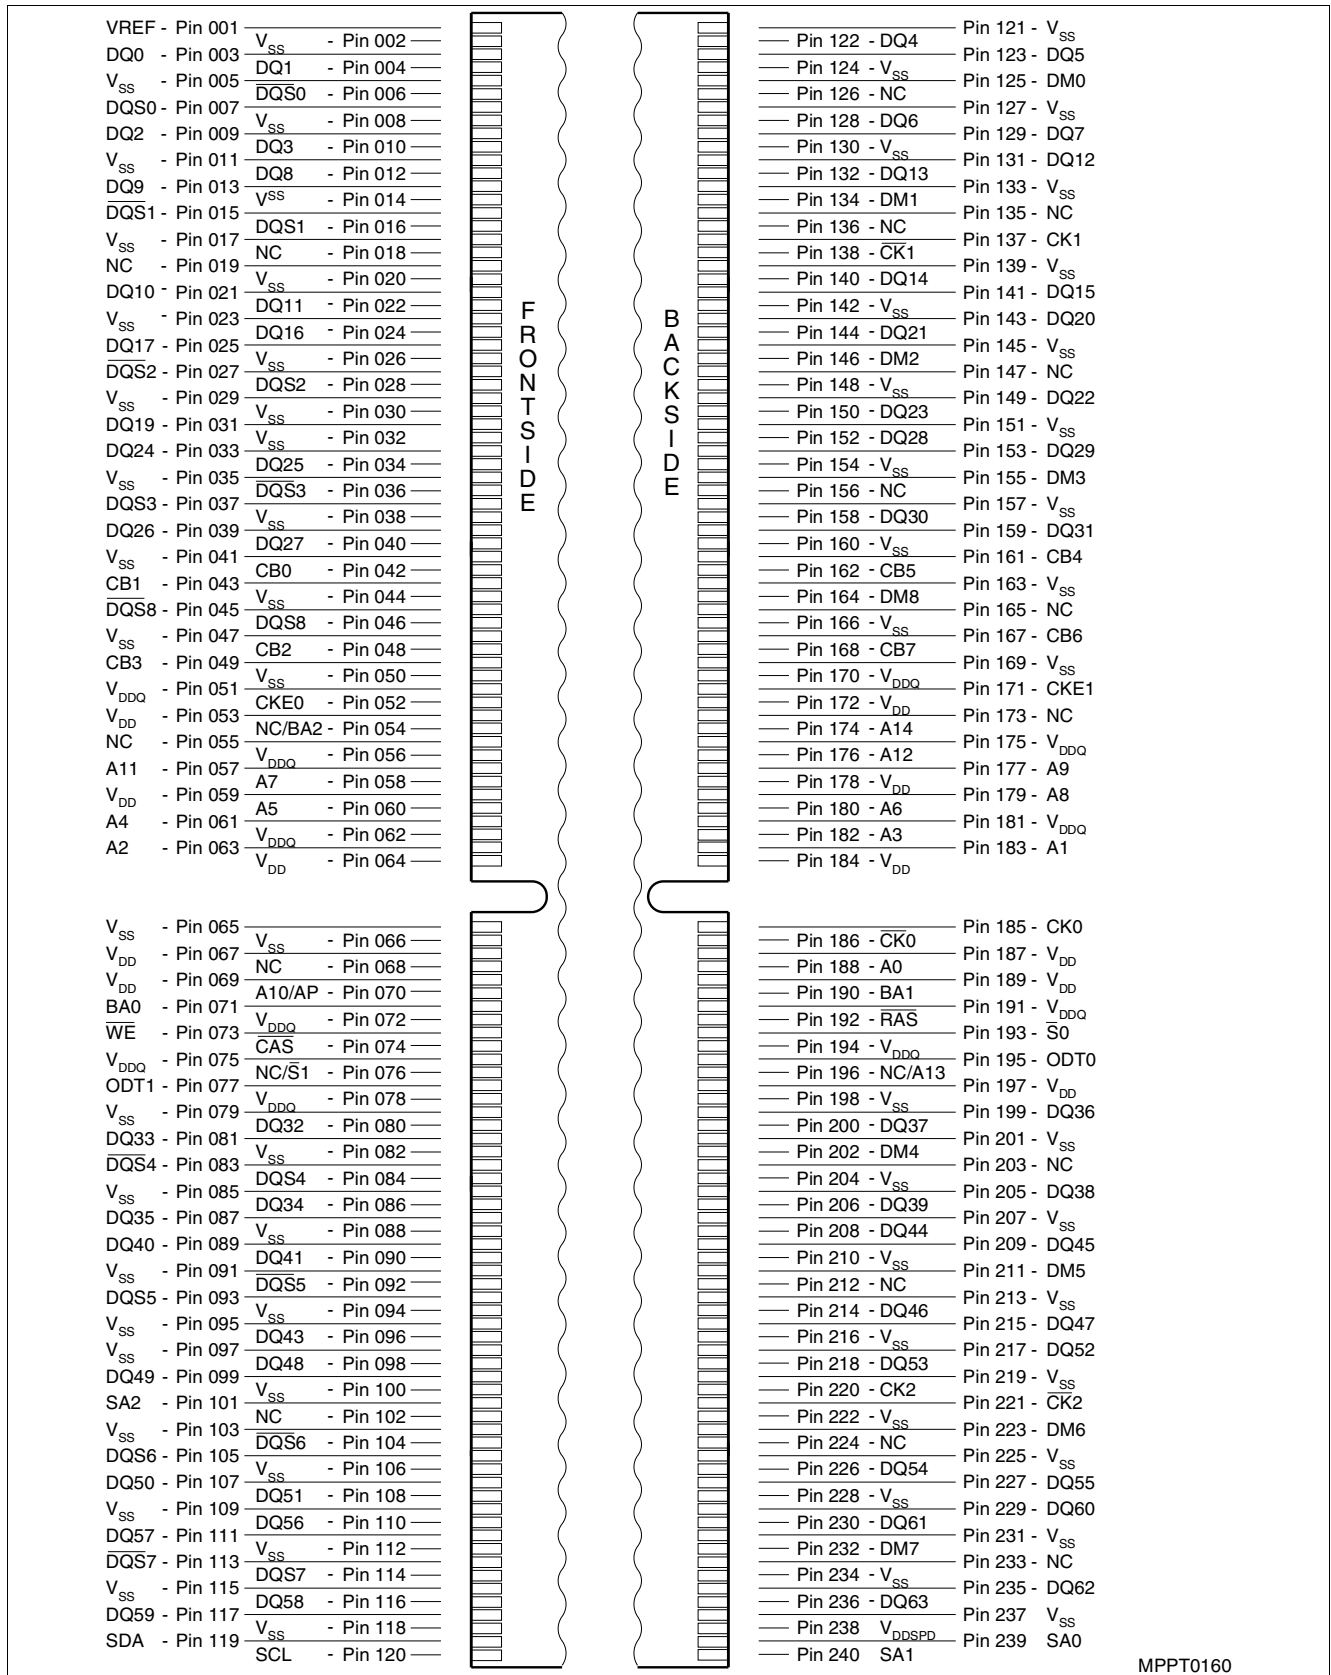 VREF - Pin 001
VSS - Pin 002
DQ0 - Pin 003
DQ1 - Pin 004
VSS - Pin 005
D̅Q̅S̅0 - Pin 006
DQS0 - Pin 007
VSS - Pin 008
DQ2 - Pin 009
DQ3 - Pin 010
VSS - Pin 011
DQ8 - Pin 012
DQ9 - Pin 013
VSS - Pin 014
D̅Q̅S̅1 - Pin 015
DQS1 - Pin 016
VSS - Pin 017
NC - Pin 018
NC - Pin 019
VSS - Pin 020
DQ10 - Pin 021
DQ11 - Pin 022
VSS - Pin 023
DQ16 - Pin 024
DQ17 - Pin 025
VSS - Pin 026
D̅Q̅S̅2 - Pin 027
DQS2 - Pin 028
VSS - Pin 029
VSS - Pin 030
DQ19 - Pin 031
VSS - Pin 032
DQ24 - Pin 033
DQ25 - Pin 034
VSS - Pin 035
D̅Q̅S̅3 - Pin 036
DQS3 - Pin 037
VSS - Pin 038
DQ26 - Pin 039
DQ27 - Pin 040
VSS - Pin 041
CB0 - Pin 042
CB1 - Pin 043
VSS - Pin 044
D̅Q̅S̅8 - Pin 045
DQS8 - Pin 046
VSS - Pin 047
CB2 - Pin 048
CB3 - Pin 049
VSS - Pin 050
VDDQ - Pin 051
CKE0 - Pin 052
VDD - Pin 053
NC/BA2 - Pin 054
NC - Pin 055
VDDQ - Pin 056
A11 - Pin 057
A7 - Pin 058
VDD - Pin 059
A5 - Pin 060
A4 - Pin 061
VDDQ - Pin 062
A2 - Pin 063
VDD - Pin 064
VSS - Pin 065
VSS - Pin 066
VDD - Pin 067
NC - Pin 068
VDD - Pin 069
A10/AP - Pin 070
BA0 - Pin 071
VDDQ - Pin 072
W̅E̅ - Pin 073
C̅A̅S̅ - Pin 074
VDDQ - Pin 075
NC/S̅1 - Pin 076
ODT1 - Pin 077
VDDQ - Pin 078
VSS - Pin 079
DQ32 - Pin 080
DQ33 - Pin 081
VSS - Pin 082
D̅Q̅S̅4 - Pin 083
DQS4 - Pin 084
VSS - Pin 085
DQ34 - Pin 086
DQ35 - Pin 087
VSS - Pin 088
DQ40 - Pin 089
DQ41 - Pin 090
VSS - Pin 091
D̅Q̅S̅5 - Pin 092
DQS5 - Pin 093
VSS - Pin 094
VSS - Pin 095
DQ43 - Pin 096
VSS - Pin 097
DQ48 - Pin 098
DQ49 - Pin 099
VSS - Pin 100
SA2 - Pin 101
NC - Pin 102
VSS - Pin 103
D̅Q̅S̅6 - Pin 104
DQS6 - Pin 105
VSS - Pin 106
DQ50 - Pin 107
DQ51 - Pin 108
VSS - Pin 109
DQ56 - Pin 110
DQ57 - Pin 111
VSS - Pin 112
D̅Q̅S̅7 - Pin 113
DQS7 - Pin 114
VSS - Pin 115
DQ58 - Pin 116
DQ59 - Pin 117
VSS - Pin 118
SDA - Pin 119
SCL - Pin 120
FRONTSIDE
BACKSIDE
Pin 121 - VSS
Pin 122 - DQ4
Pin 123 - DQ5
Pin 124 - VSS
Pin 125 - DM0
Pin 126 - NC
Pin 127 - VSS
Pin 128 - DQ6
Pin 129 - DQ7
Pin 130 - VSS
Pin 131 - DQ12
Pin 132 - DQ13
Pin 133 - VSS
Pin 134 - DM1
Pin 135 - NC
Pin 136 - NC
Pin 137 - CK1
Pin 138 - C̅K̅1
Pin 139 - VSS
Pin 140 - DQ14
Pin 141 - DQ15
Pin 142 - VSS
Pin 143 - DQ20
Pin 144 - DQ21
Pin 145 - VSS
Pin 146 - DM2
Pin 147 - NC
Pin 148 - VSS
Pin 149 - DQ22
Pin 150 - DQ23
Pin 151 - VSS
Pin 152 - DQ28
Pin 153 - DQ29
Pin 154 - VSS
Pin 155 - DM3
Pin 156 - NC
Pin 157 - VSS
Pin 158 - DQ30
Pin 159 - DQ31
Pin 160 - VSS
Pin 161 - CB4
Pin 162 - CB5
Pin 163 - VSS
Pin 164 - DM8
Pin 165 - NC
Pin 166 - VSS
Pin 167 - CB6
Pin 168 - CB7
Pin 169 - VSS
Pin 170 - VDDQ
Pin 171 - CKE1
Pin 172 - VDD
Pin 173 - NC
Pin 174 - A14
Pin 175 - VDDQ
Pin 176 - A12
Pin 177 - A9
Pin 178 - VDD
Pin 179 - A8
Pin 180 - A6
Pin 181 - VDDQ
Pin 182 - A3
Pin 183 - A1
Pin 184 - VDD
Pin 185 - CK0
Pin 186 - C̅K̅0
Pin 187 - VDD
Pin 188 - A0
Pin 189 - VDD
Pin 190 - BA1
Pin 191 - VDDQ
Pin 192 - R̅A̅S̅
Pin 193 - S̅0
Pin 194 - VDDQ
Pin 195 - ODT0
Pin 196 - NC/A13
Pin 197 - VDD
Pin 198 - VSS
Pin 199 - DQ36
Pin 200 - DQ37
Pin 201 - VSS
Pin 202 - DM4
Pin 203 - NC
Pin 204 - VSS
Pin 205 - DQ38
Pin 206 - DQ39
Pin 207 - VSS
Pin 208 - DQ44
Pin 209 - DQ45
Pin 210 - VSS
Pin 211 - DM5
Pin 212 - NC
Pin 213 - VSS
Pin 214 - DQ46
Pin 215 - DQ47
Pin 216 - VSS
Pin 217 - DQ52
Pin 218 - DQ53
Pin 219 - VSS
Pin 220 - CK2
Pin 221 - C̅K̅2
Pin 222 - VSS
Pin 223 - DM6
Pin 224 - NC
Pin 225 - VSS
Pin 226 - DQ54
Pin 227 - DQ55
Pin 228 - VSS
Pin 229 - DQ60
Pin 230 - DQ61
Pin 231 - VSS
Pin 232 - DM7
Pin 233 - NC
Pin 234 - VSS
Pin 235 - DQ62
Pin 236 - DQ63
Pin 237 VSS
Pin 238 VDDSPD
Pin 239 SA0
Pin 240 SA1
MPPT0160